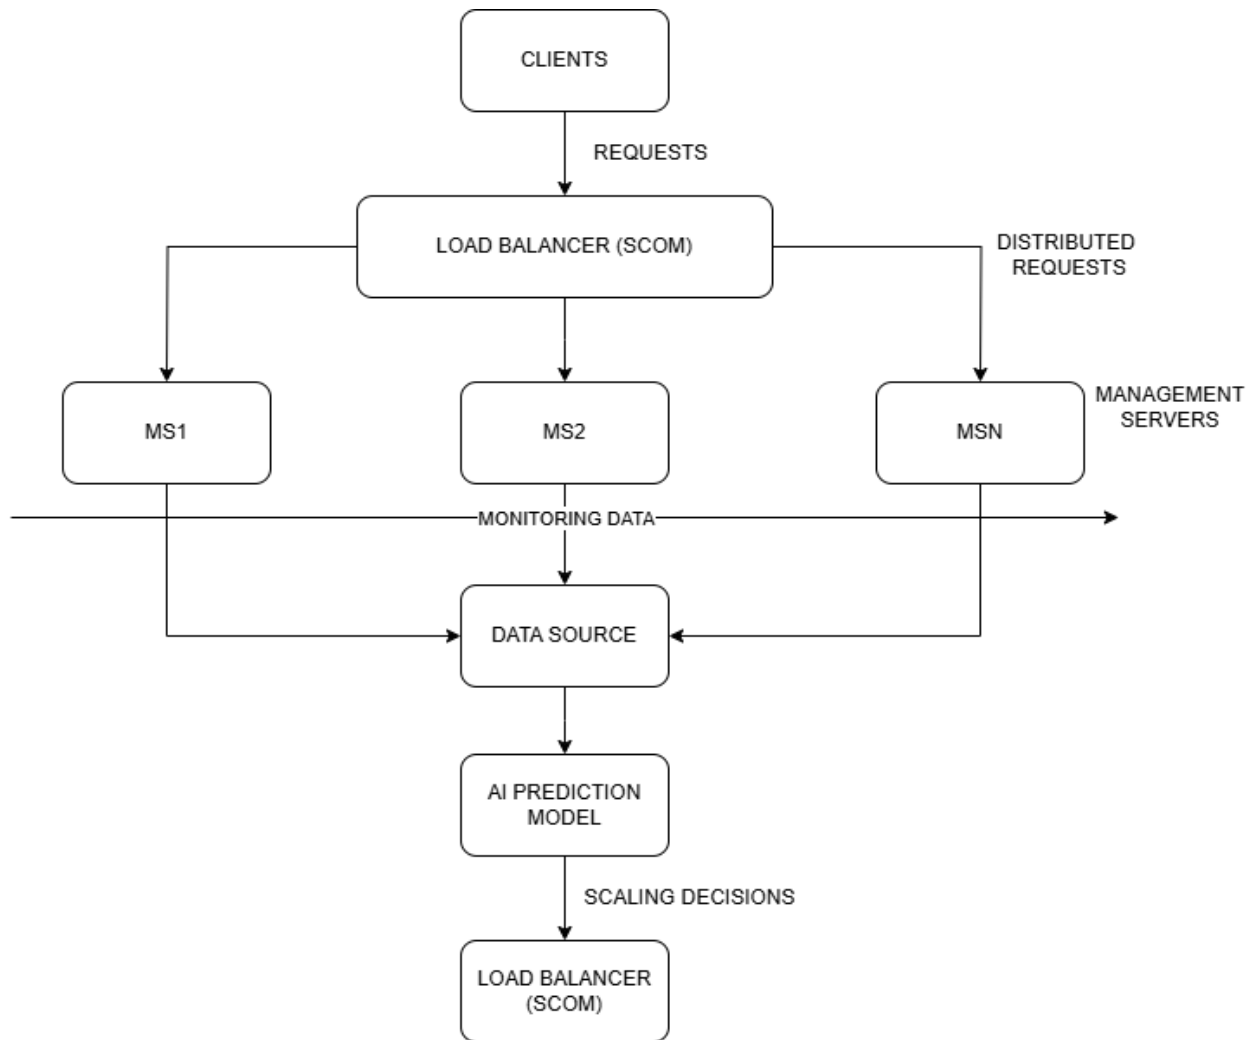 CLIENTS
REQUESTS
LOAD BALANCER (SCOM)
DISTRIBUTED
REQUESTS
MS1
MS2
MSN
MANAGEMENT
SERVERS
MONITORING DATA
DATA SOURCE
AI PREDICTION
MODEL
SCALING DECISIONS
LOAD BALANCER
(SCOM)